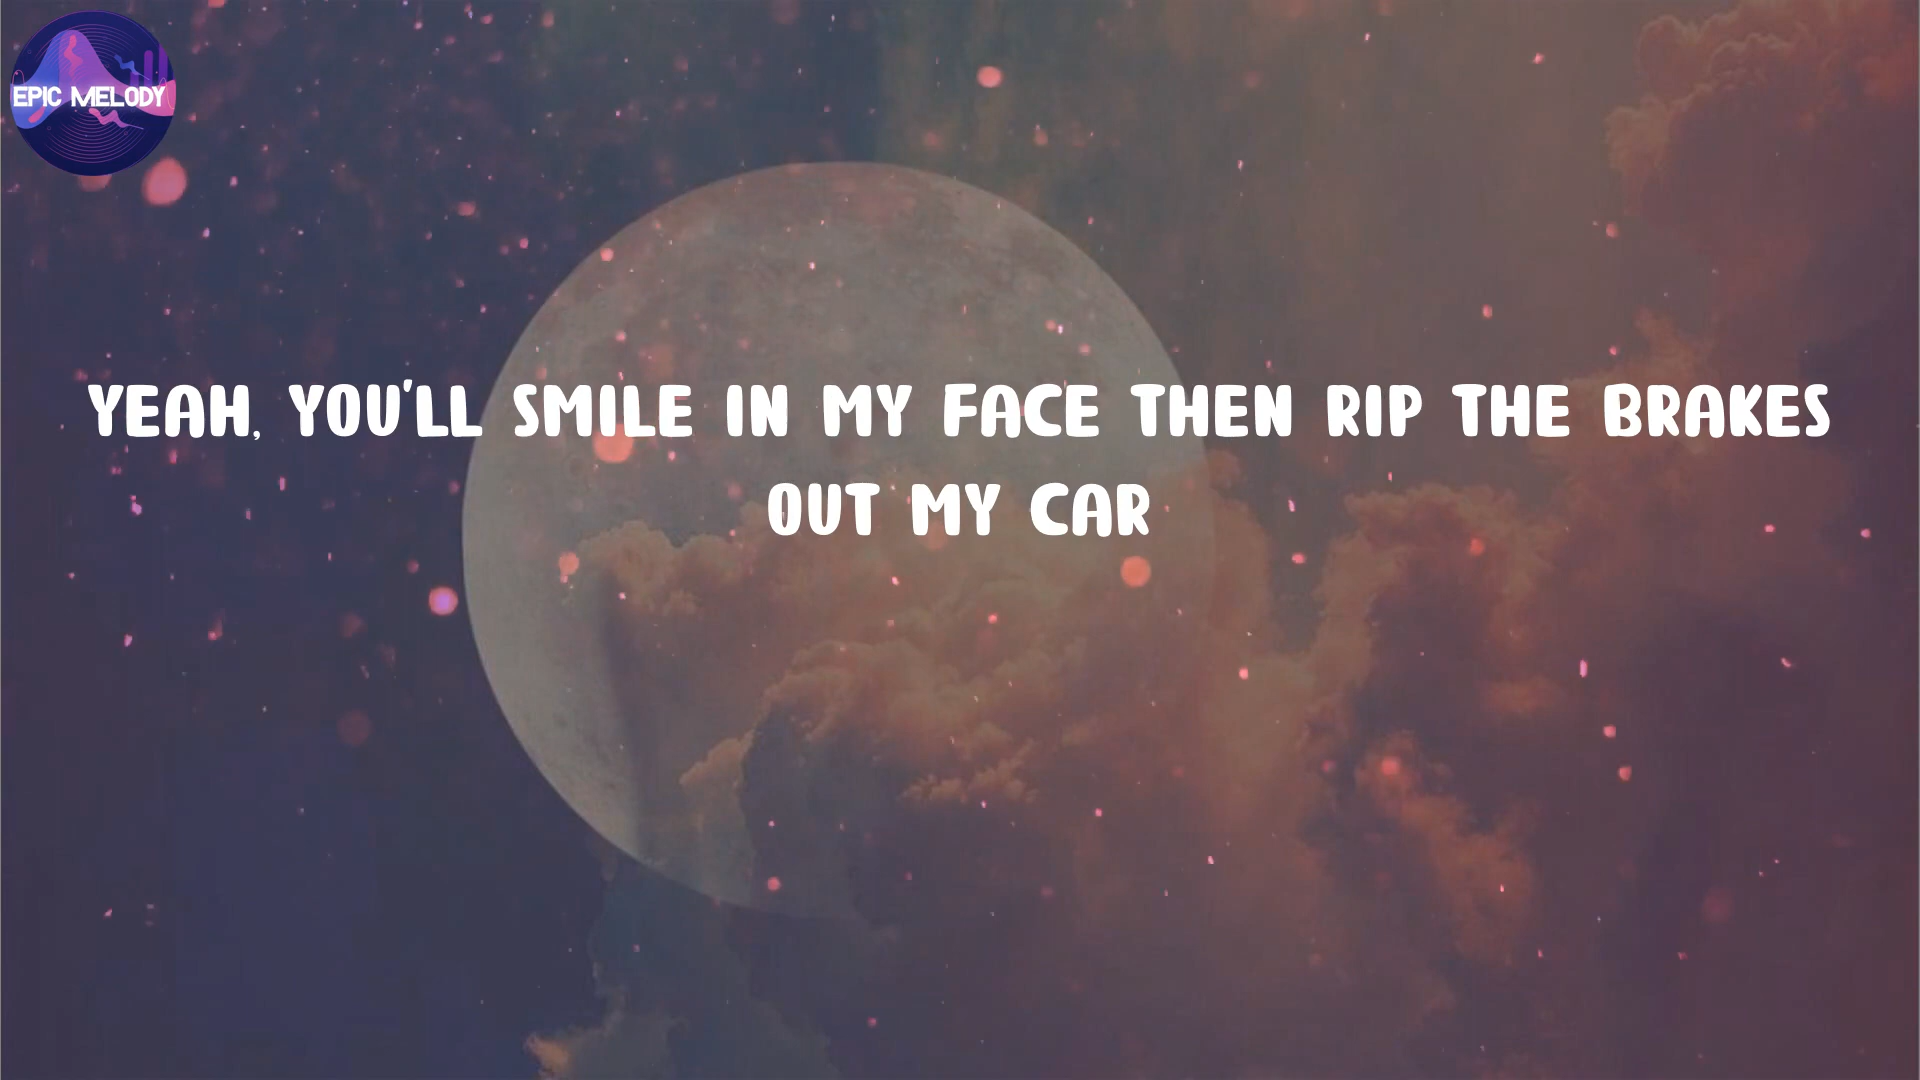 EPIC MELODY
YEAH, YOU'LL SMILE IN MY FACE THEN RIP THE BRAKES
OUT MY CAR